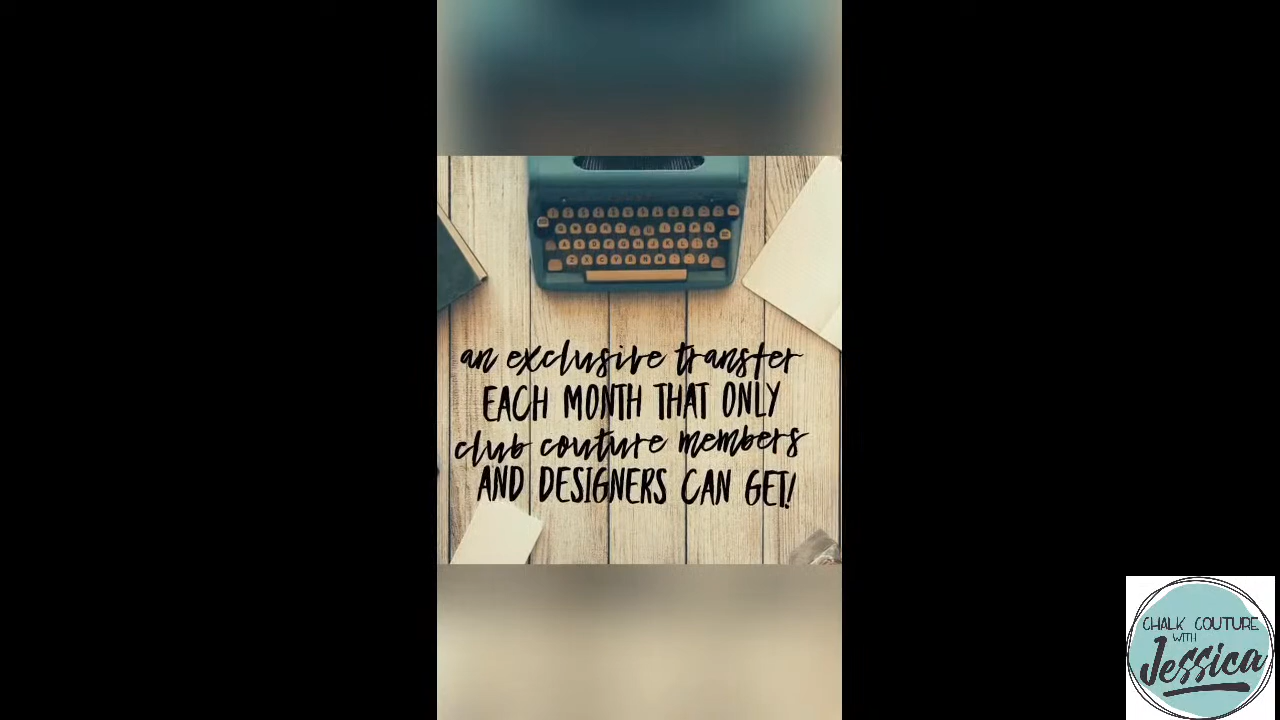 an exclusive transfer
EACH MONTH THAT ONLY
club couture members
AND DESIGNERS CAN GET!
CHALK COUTURE
WITH
Jessica